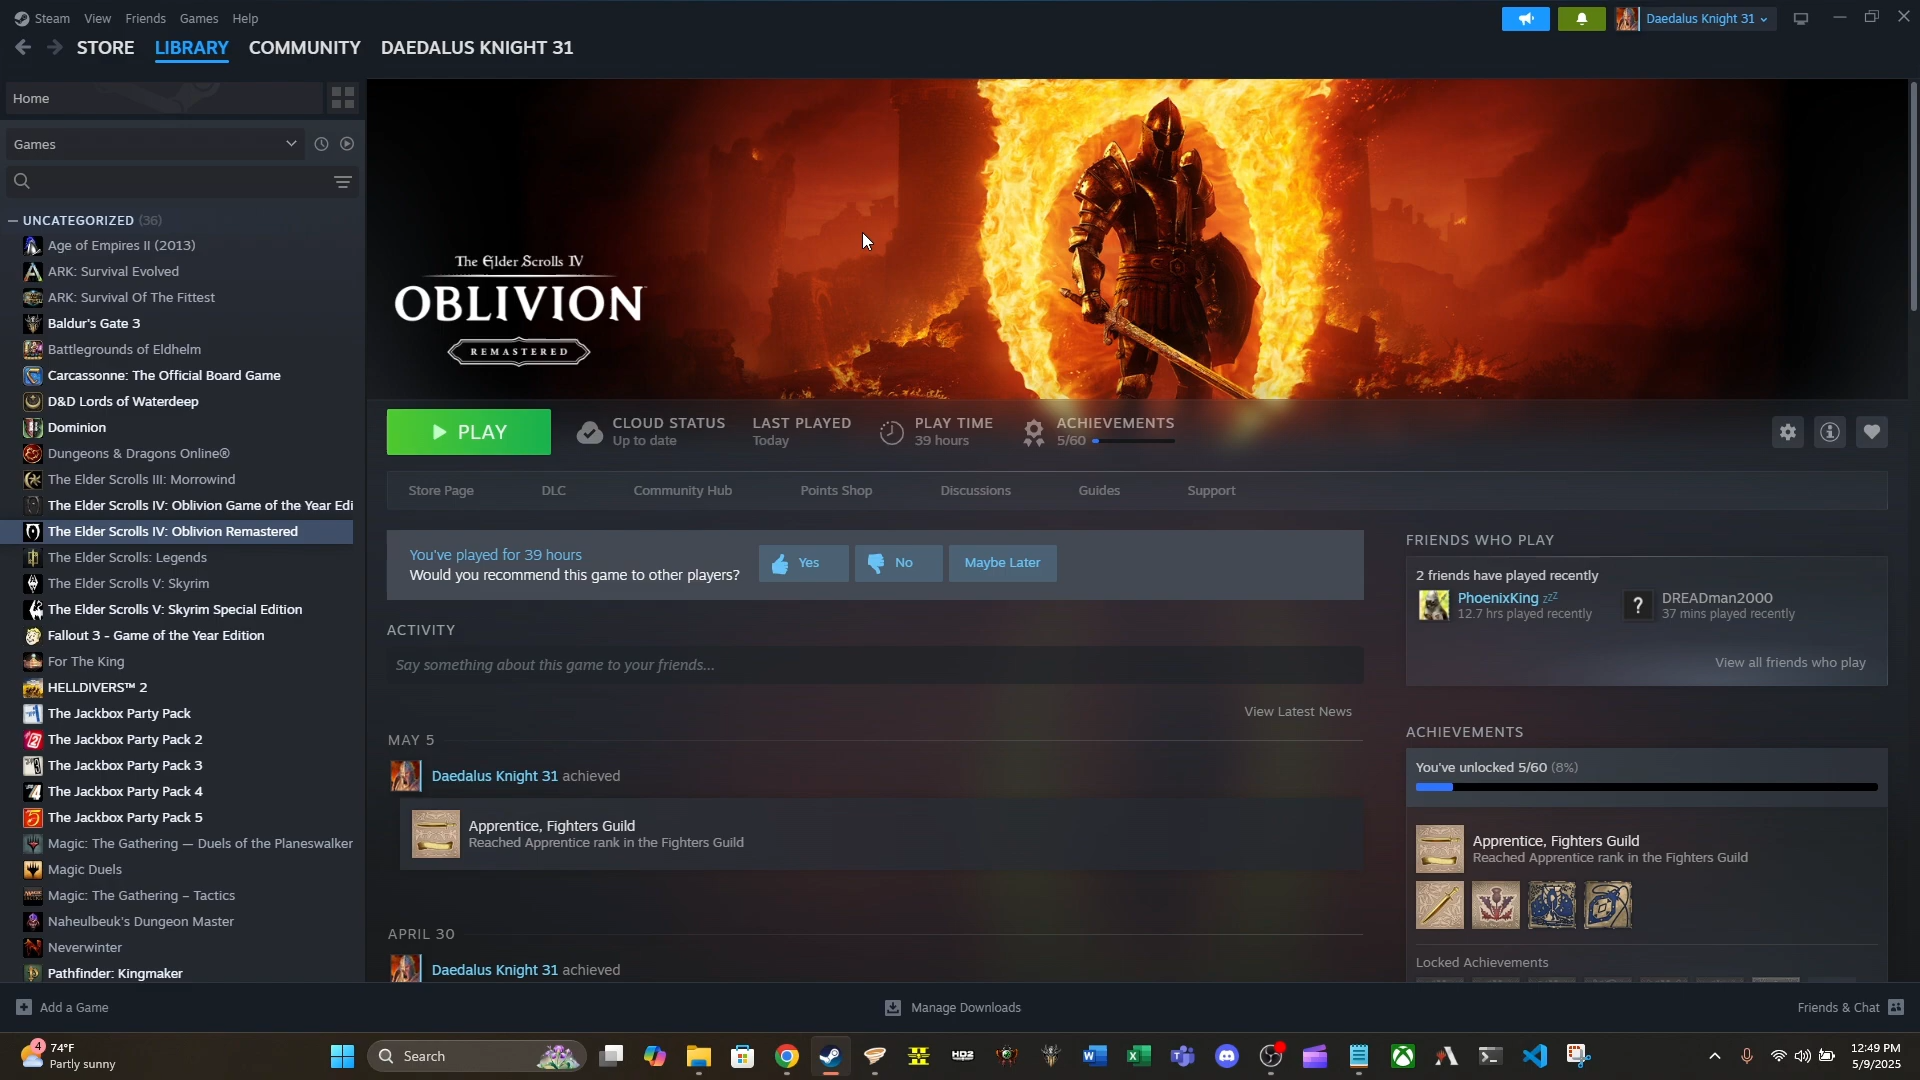 Steam View Friends Games Help
Daedalus Knight 31
STORE LIBRARY COMMUNITY DAEDALUS KNIGHT 31
Home
Games
UNCATEGORIZED (36)
Age of Empires II (2013)
ARK: Survival Evolved
ARK: Survival Of The Fittest
Baldur's Gate 3
Battlegrounds of Eldhelm
Carcassonne: The Official Board Game
D&D Lords of Waterdeep
Dominion
Dungeons & Dragons Online®
The Elder Scrolls III: Morrowind
The Elder Scrolls IV: Oblivion Game of the Year Edi
The Elder Scrolls IV: Oblivion Remastered
The Elder Scrolls: Legends
The Elder Scrolls V: Skyrim
The Elder Scrolls V: Skyrim Special Edition
Fallout 3 - Game of the Year Edition
For The King
HELLDIVERS™ 2
The Jackbox Party Pack
The Jackbox Party Pack 2
The Jackbox Party Pack 3
The Jackbox Party Pack 4
The Jackbox Party Pack 5
Magic: The Gathering — Duels of the Planeswalker
Magic Duels
Magic: The Gathering – Tactics
Naheulbeuk's Dungeon Master
Neverwinter
Pathfinder: Kingmaker
The Elder Scrolls IV
OBLIVION
REMASTERED
PLAY
CLOUD STATUS
Up to date
LAST PLAYED
Today
PLAY TIME
39 hours
ACHIEVEMENTS
5/60
Store Page DLC Community Hub Points Shop Discussions Guides Support
You've played for 39 hours
Would you recommend this game to other players?
Yes No Maybe Later
ACTIVITY
Say something about this game to your friends...
View Latest News
MAY 5
Daedalus Knight 31 achieved
Apprentice, Fighters Guild
Reached Apprentice rank in the Fighters Guild
APRIL 30
Daedalus Knight 31 achieved
FRIENDS WHO PLAY
2 friends have played recently
PhoenixKing zzz
12.7 hrs played recently
?
DREADman2000
37 mins played recently
View all friends who play
ACHIEVEMENTS
You've unlocked 5/60 (8%)
Apprentice, Fighters Guild
Reached Apprentice rank in the Fighters Guild
Locked Achievements
Add a Game
Manage Downloads
Friends & Chat
4
74°F
Partly sunny
Search
HD2
12:49 PM
5/9/2025